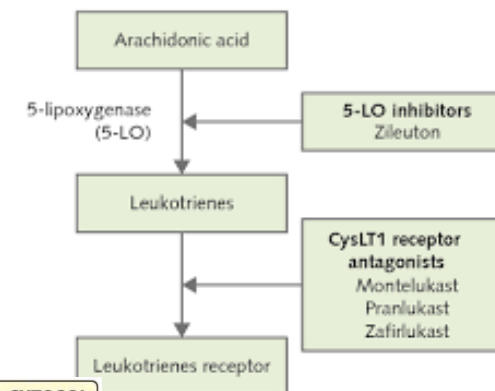 Arachidonic acid
5-lipoxygenase
(5-LO)
5-LO inhibitors
Zileuton
Leukotrienes
CysLT1 receptor
antagonists
Montelukast
Pranlukast
Zafirlukast
Leukotrienes receptor